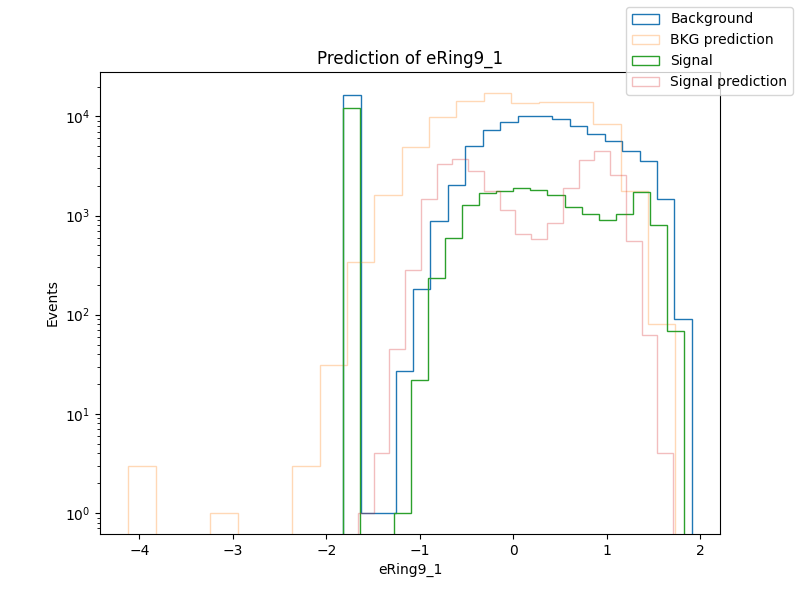 Prediction of eRing9_1
Background
BKG prediction
Signal
Signal prediction
Events
10⁴
10³
10²
10¹
10⁰
−4
−3
−2
−1
0
1
2
eRing9_1